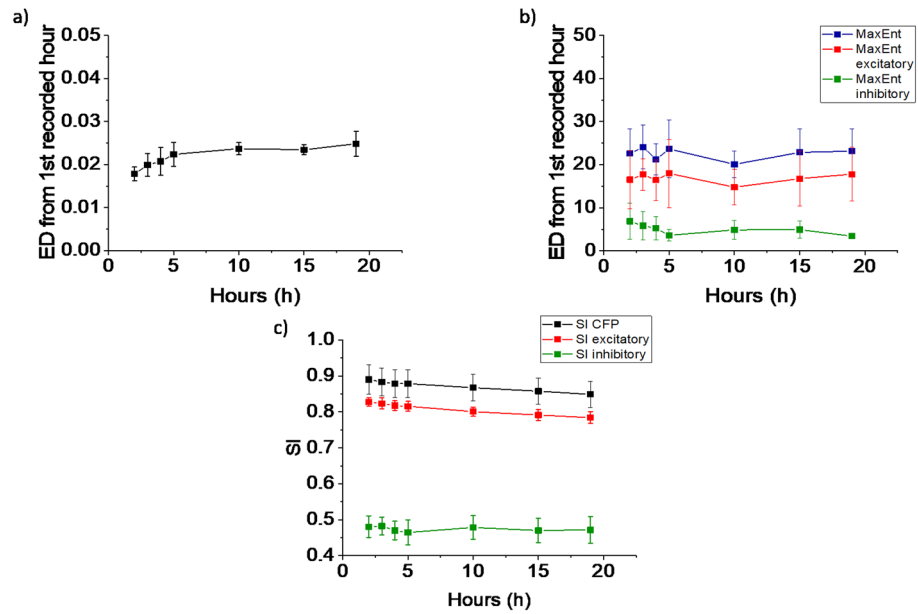 a)
ED from 1st recorded hour
0.05
0.04
0.03
0.02
0.01
0.00
0 5 10 15 20
Hours (h)
b)
ED from 1st recorded hour
50
40
30
20
10
0
0 5 10 15 20
Hours (h)
MaxEnt
MaxEnt
excitatory
MaxEnt
inhibitory
c)
SI
1.0
0.9
0.8
0.7
0.6
0.5
0.4
0 5 10 15 20
Hours (h)
SI CFP
SI excitatory
SI inhibitory